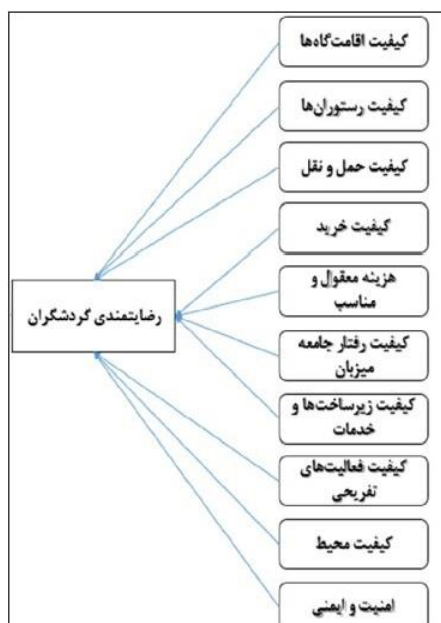 کیفیت اقامت‌گاه‌ها
کیفیت رستوران‌ها
کیفیت حمل و نقل
کیفیت خرید
هزینه معقول و
مناسب
رضایتمندی گردشگران
کیفیت رفتار جامعه
میزبان
کیفیت زیرساخت‌ها و
خدمات
کیفیت فعالیت‌های
تفریحی
کیفیت محیط
امنیت و ایمنی